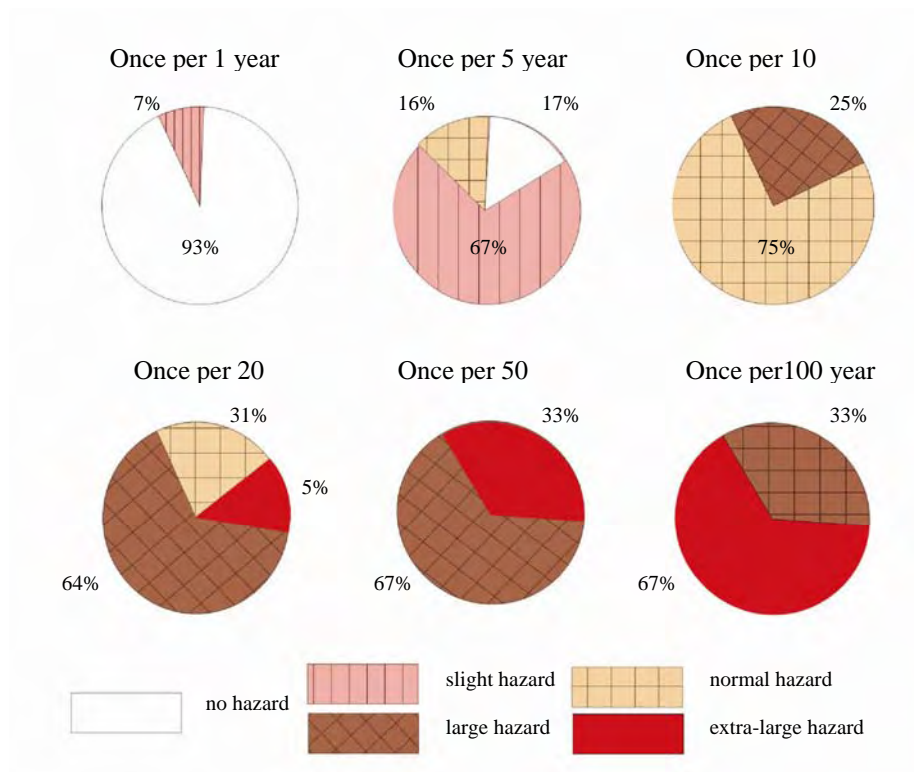 Once per 1 year
Once per 5 year
Once per 10
7%
16%
17%
25%
93%
67%
75%
Once per 20
Once per 50
Once per100 year
31%
33%
33%
5%
64%
67%
67%
no hazard
slight hazard
normal hazard
large hazard
extra-large hazard